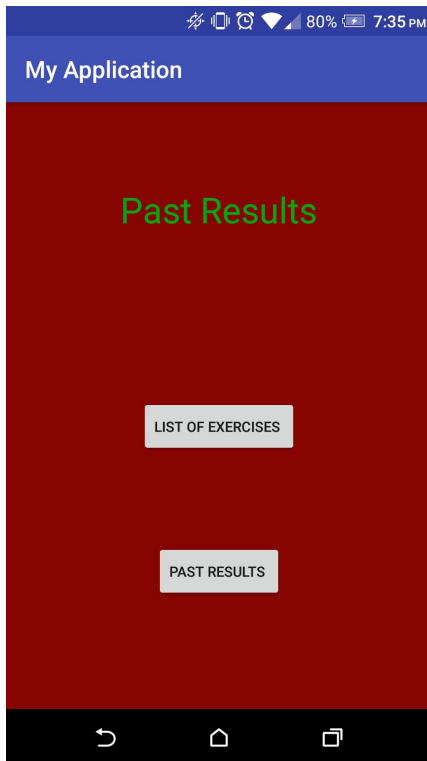 80% 7:35 PM
My Application
Past Results
LIST OF EXERCISES
PAST RESULTS